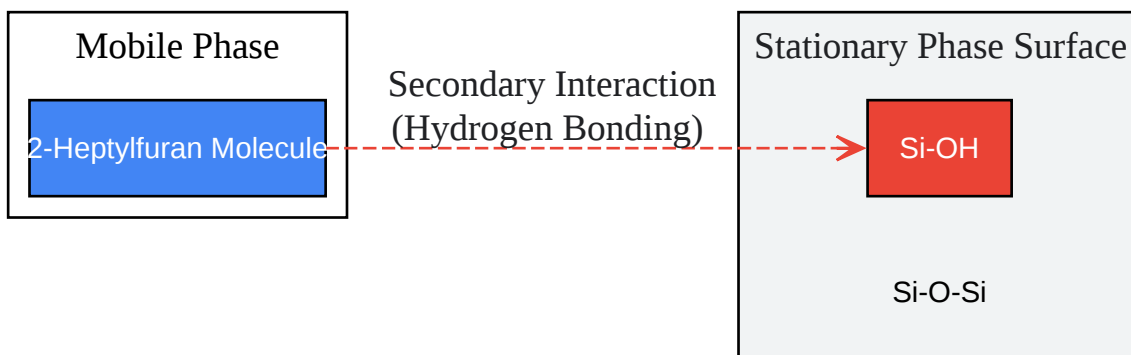 Mobile Phase
2-Heptylfuran Molecule
Secondary Interaction
(Hydrogen Bonding)
Stationary Phase Surface
Si-OH
Si-O-Si